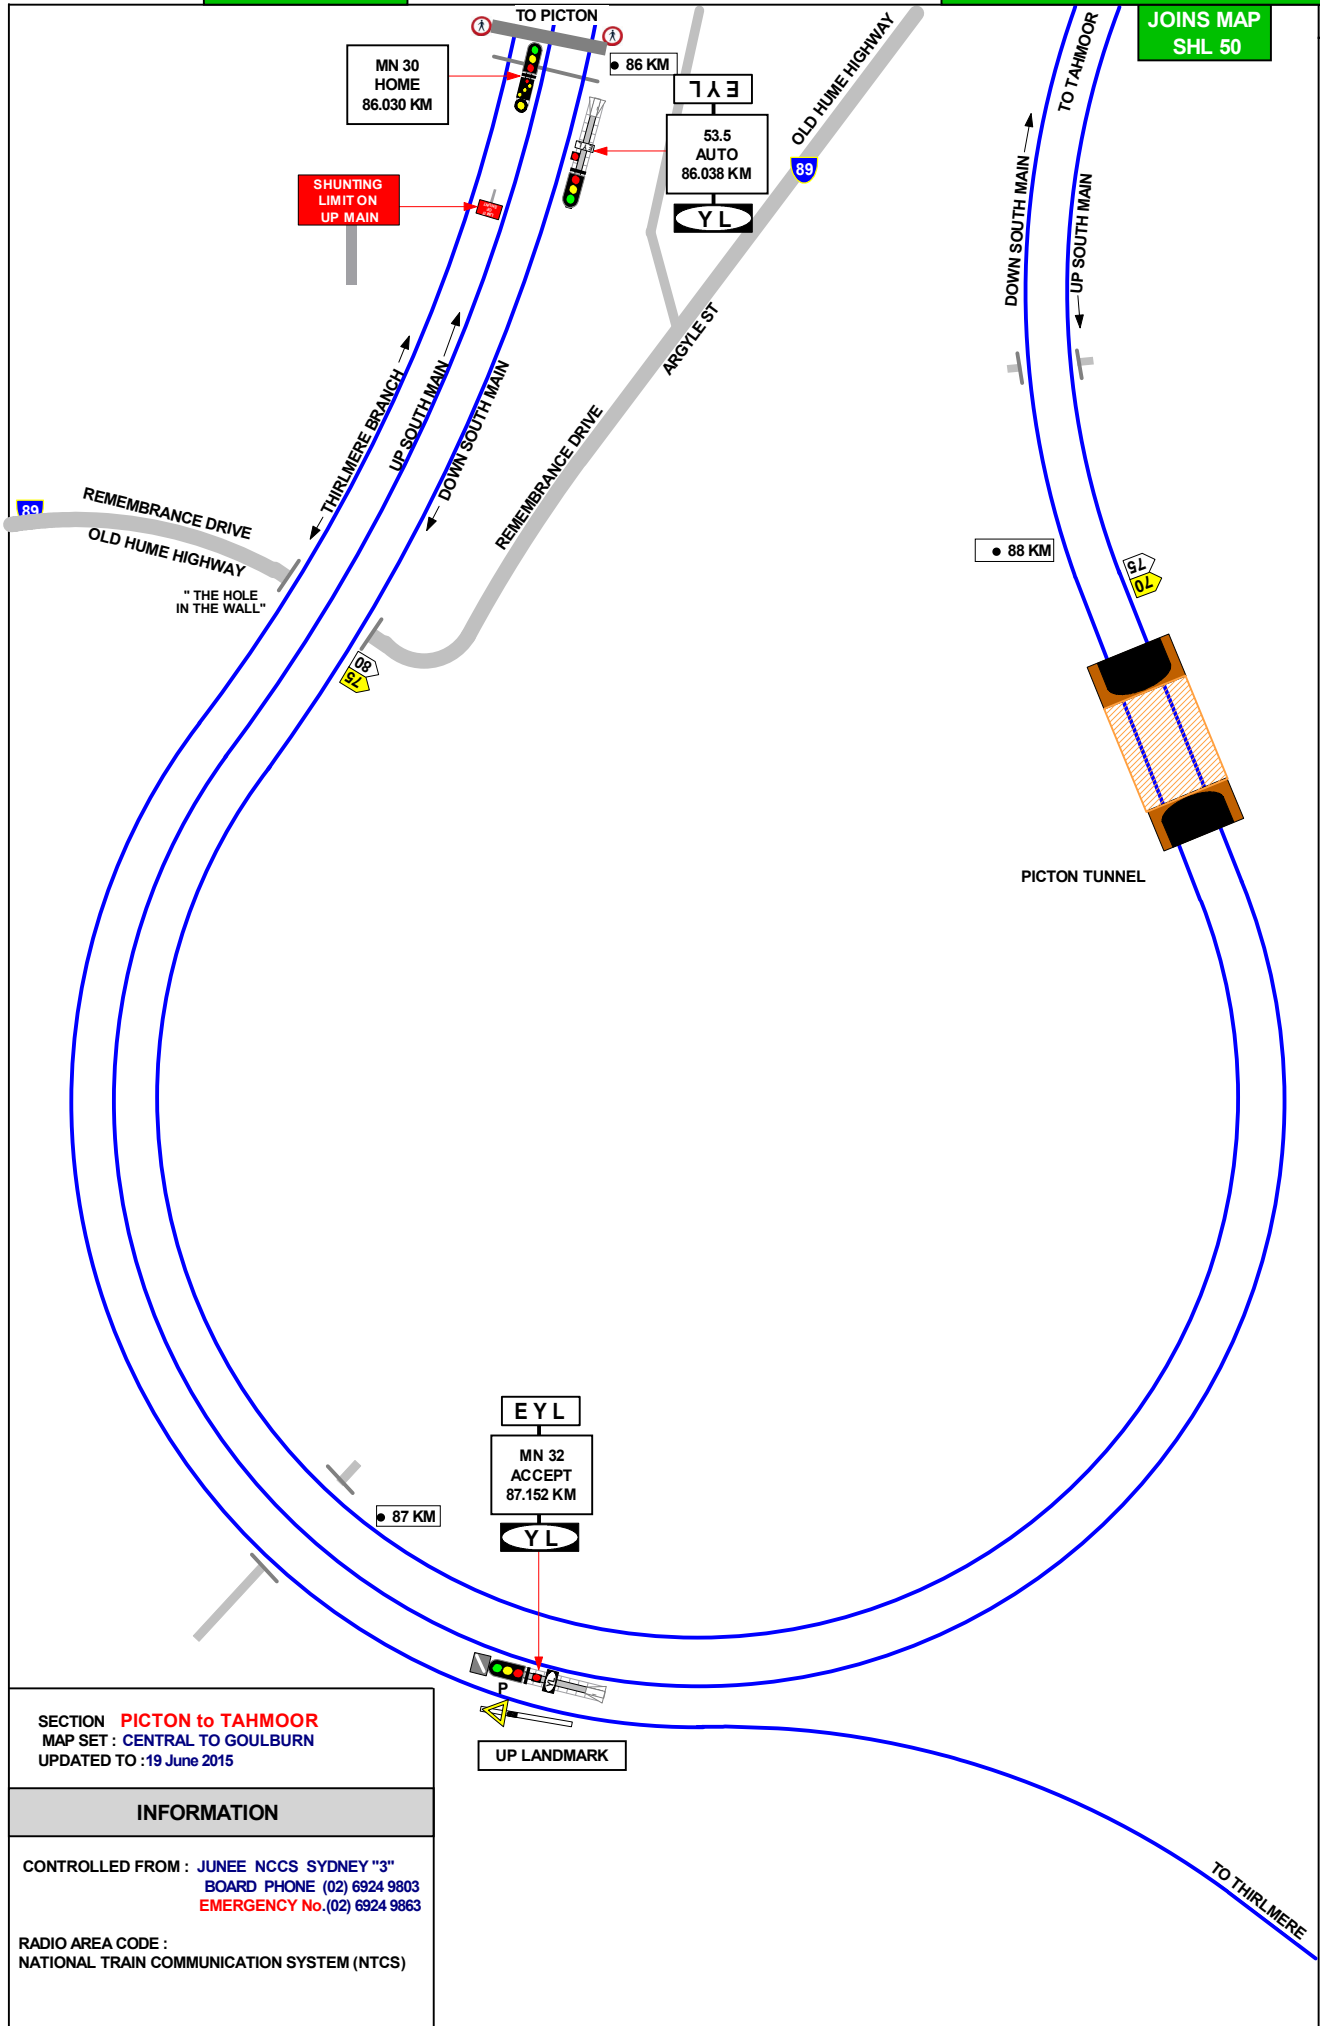 TO PICTON
JOINS MAP
SHL 50
MN 30
HOME
86.030 KM
86 KM
EYL
53.5
AUTO
86.038 KM
YL
OLD HUME HIGHWAY
89
TO TAHMOOR
SHUNTING
LIMIT ON
UP MAIN
DOWN SOUTH MAIN
UP SOUTH MAIN
ARGYLE ST
THIRLMERE BRANCH
UP SOUTH MAIN
DOWN SOUTH MAIN
REMEMBRANCE DRIVE
89
REMEMBRANCE DRIVE
OLD HUME HIGHWAY
" THE HOLE
IN THE WALL"
88 KM
75
70
80
75
PICTON TUNNEL
EYL
MN 32
ACCEPT
87.152 KM
YL
87 KM
YL
P
UP LANDMARK
TO THIRLMERE
SECTION PICTON to TAHMOOR
MAP SET : CENTRAL TO GOULBURN
UPDATED TO :19 June 2015
INFORMATION
CONTROLLED FROM : JUNEE NCCS SYDNEY "3"
BOARD PHONE (02) 6924 9803
EMERGENCY No.(02) 6924 9863
RADIO AREA CODE :
NATIONAL TRAIN COMMUNICATION SYSTEM (NTCS)